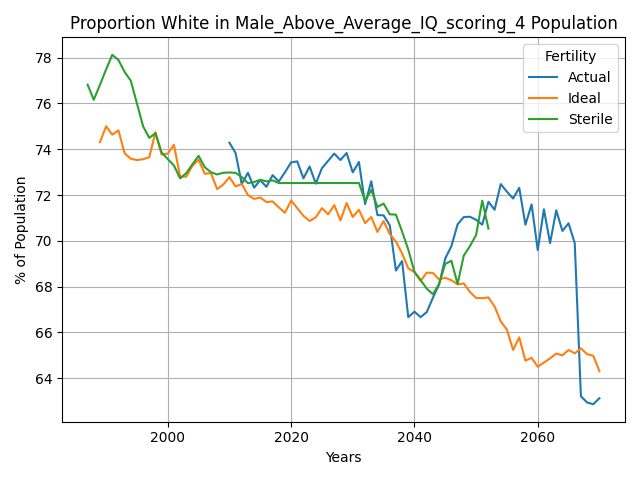 Proportion White in Male_Above_Average_IQ_scoring_4 Population
% of Population
78
76
74
72
70
68
66
64
Fertility
Actual
Ideal
Sterile
2000
2020
2040
2060
Years